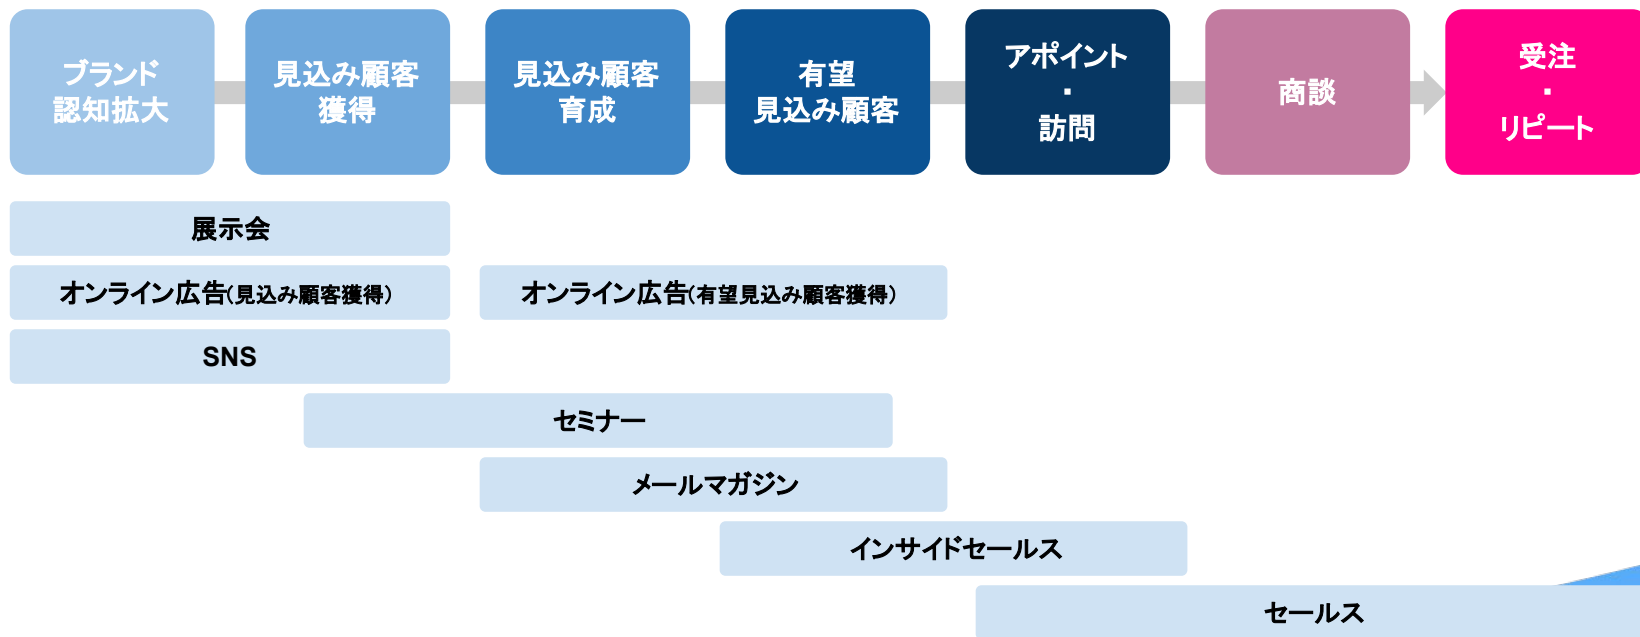 ブランド
認知拡大
見込み顧客
獲得
見込み顧客
育成
有望
見込み顧客
アポイント
・
訪問
商談
受注
・
リピート
展示会
オンライン広告(見込み顧客獲得)
オンライン広告(有望見込み顧客獲得)
SNS
セミナー
メールマガジン
インサイドセールス
セールス